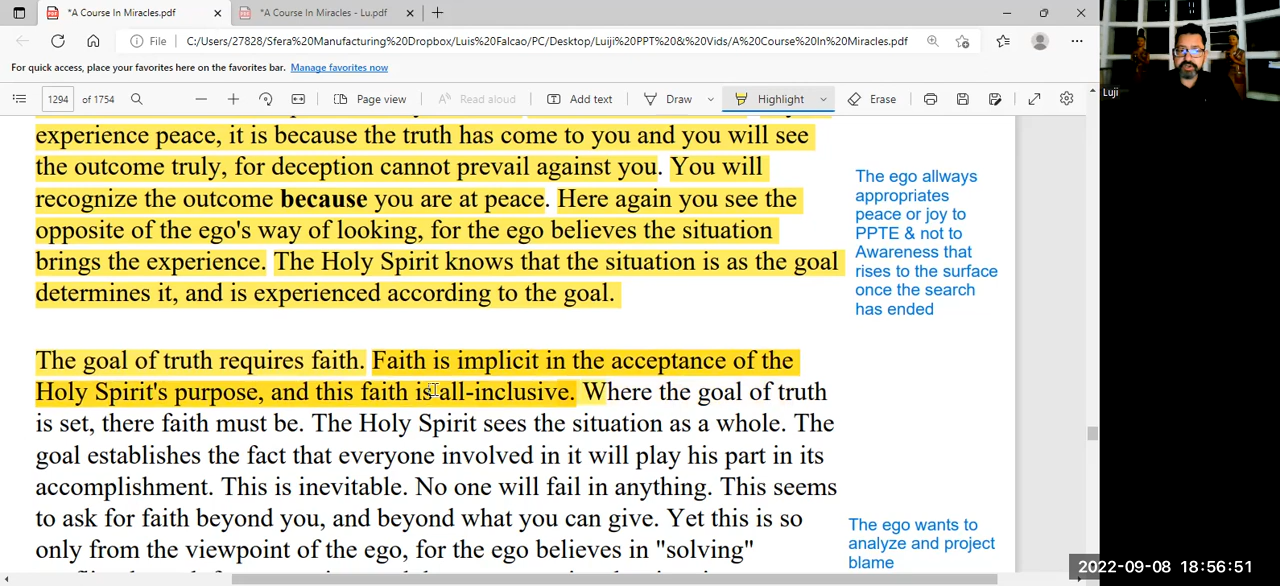 *A Course In Miracles.pdf
*A Course In Miracles - Lu.pdf
File
C:/Users/27828/Sfera%20Manufacturing%20Dropbox/Luis%20Falcao/PC/Desktop/Luiji%20PPT%20&%20Vids/A%20Course%20In%20Miracles.pdf
For quick access, place your favorites here on the favorites bar. Manage favorites now
1294 of 1754
Page view
Read aloud
Add text
Draw
Highlight
Erase
Luji
experience peace, it is because the truth has come to you and you will see
the outcome truly, for deception cannot prevail against you. You will
recognize the outcome because you are at peace. Here again you see the
opposite of the ego's way of looking, for the ego believes the situation
brings the experience. The Holy Spirit knows that the situation is as the goal
determines it, and is experienced according to the goal.
The goal of truth requires faith. Faith is implicit in the acceptance of the
Holy Spirit's purpose, and this faith is all-inclusive. Where the goal of truth
is set, there faith must be. The Holy Spirit sees the situation as a whole. The
goal establishes the fact that everyone involved in it will play his part in its
accomplishment. This is inevitable. No one will fail in anything. This seems
to ask for faith beyond you, and beyond what you can give. Yet this is so
only from the viewpoint of the ego, for the ego believes in "solving"
The ego allways
appropriates
peace or joy to
PPTE & not to
Awareness that
rises to the surface
once the search
has ended
The ego wants to
analyze and project
blame
2022-09-08 18:56:51